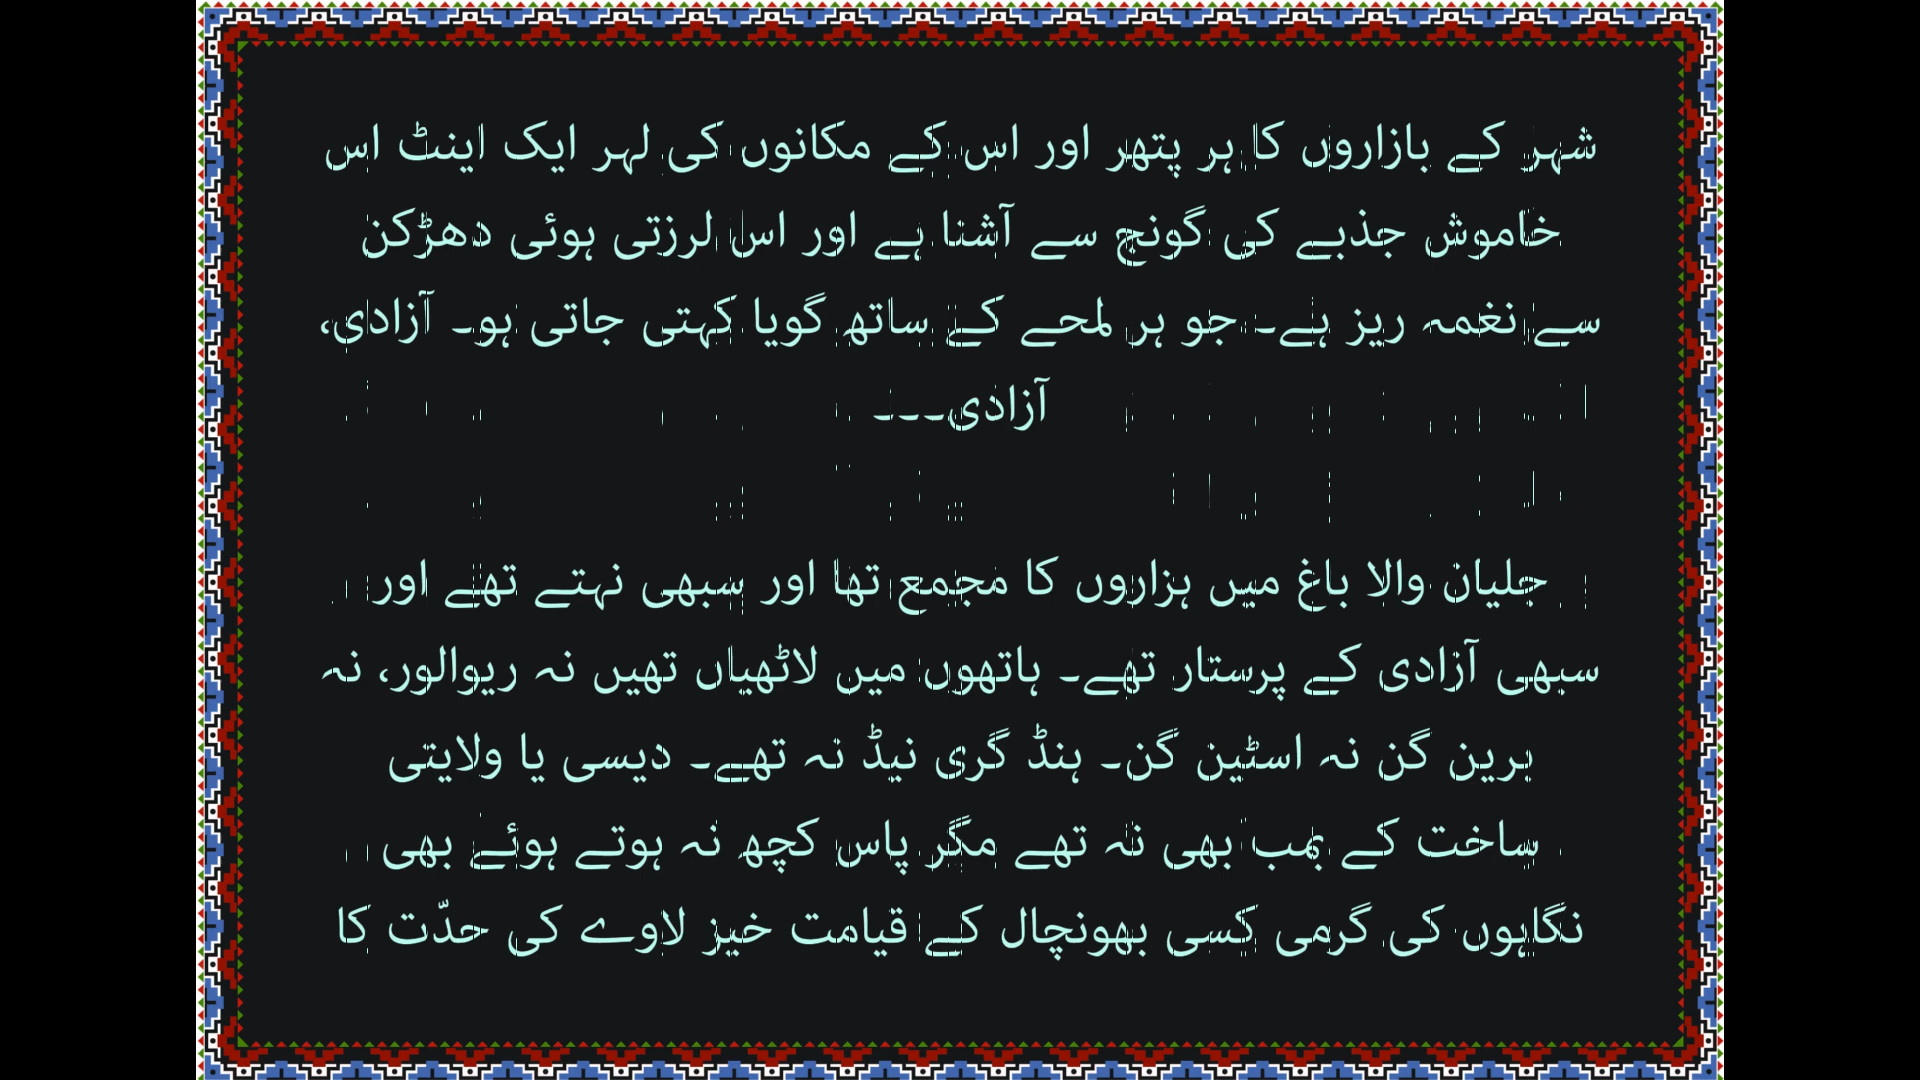 شہر کے بازاروں کا ہر پتھر اور اس کے مکانوں کی لہر ایک اینٹ اس
خاموش جذبے کی گونج سے آشنا ہے اور اس لرزتی ہوئی دھڑکن
سے نغمہ ریز ہے۔ جو ہر لمحے کے ساتھ گویا کہتی جاتی ہو۔ آزادی،
آزادی۔۔۔
جلیان والا باغ میں ہزاروں کا مجمع تھا اور سبھی نہتے تھے اور
سبھی آزادی کے پرستار تھے۔ ہاتھوں میں لاٹھیاں تھیں نہ ریوالور، نہ
برین گن نہ اسٹین گن۔ ہنڈ گری نیڈ نہ تھے۔ دیسی یا ولایتی
ساخت کے بمب بھی نہ تھے مگر پاس کچھ نہ ہوتے ہوئے بھی
نگاہوں کی گرمی کسی بھونچال کے قیامت خیز لاوے کی حدّت کا